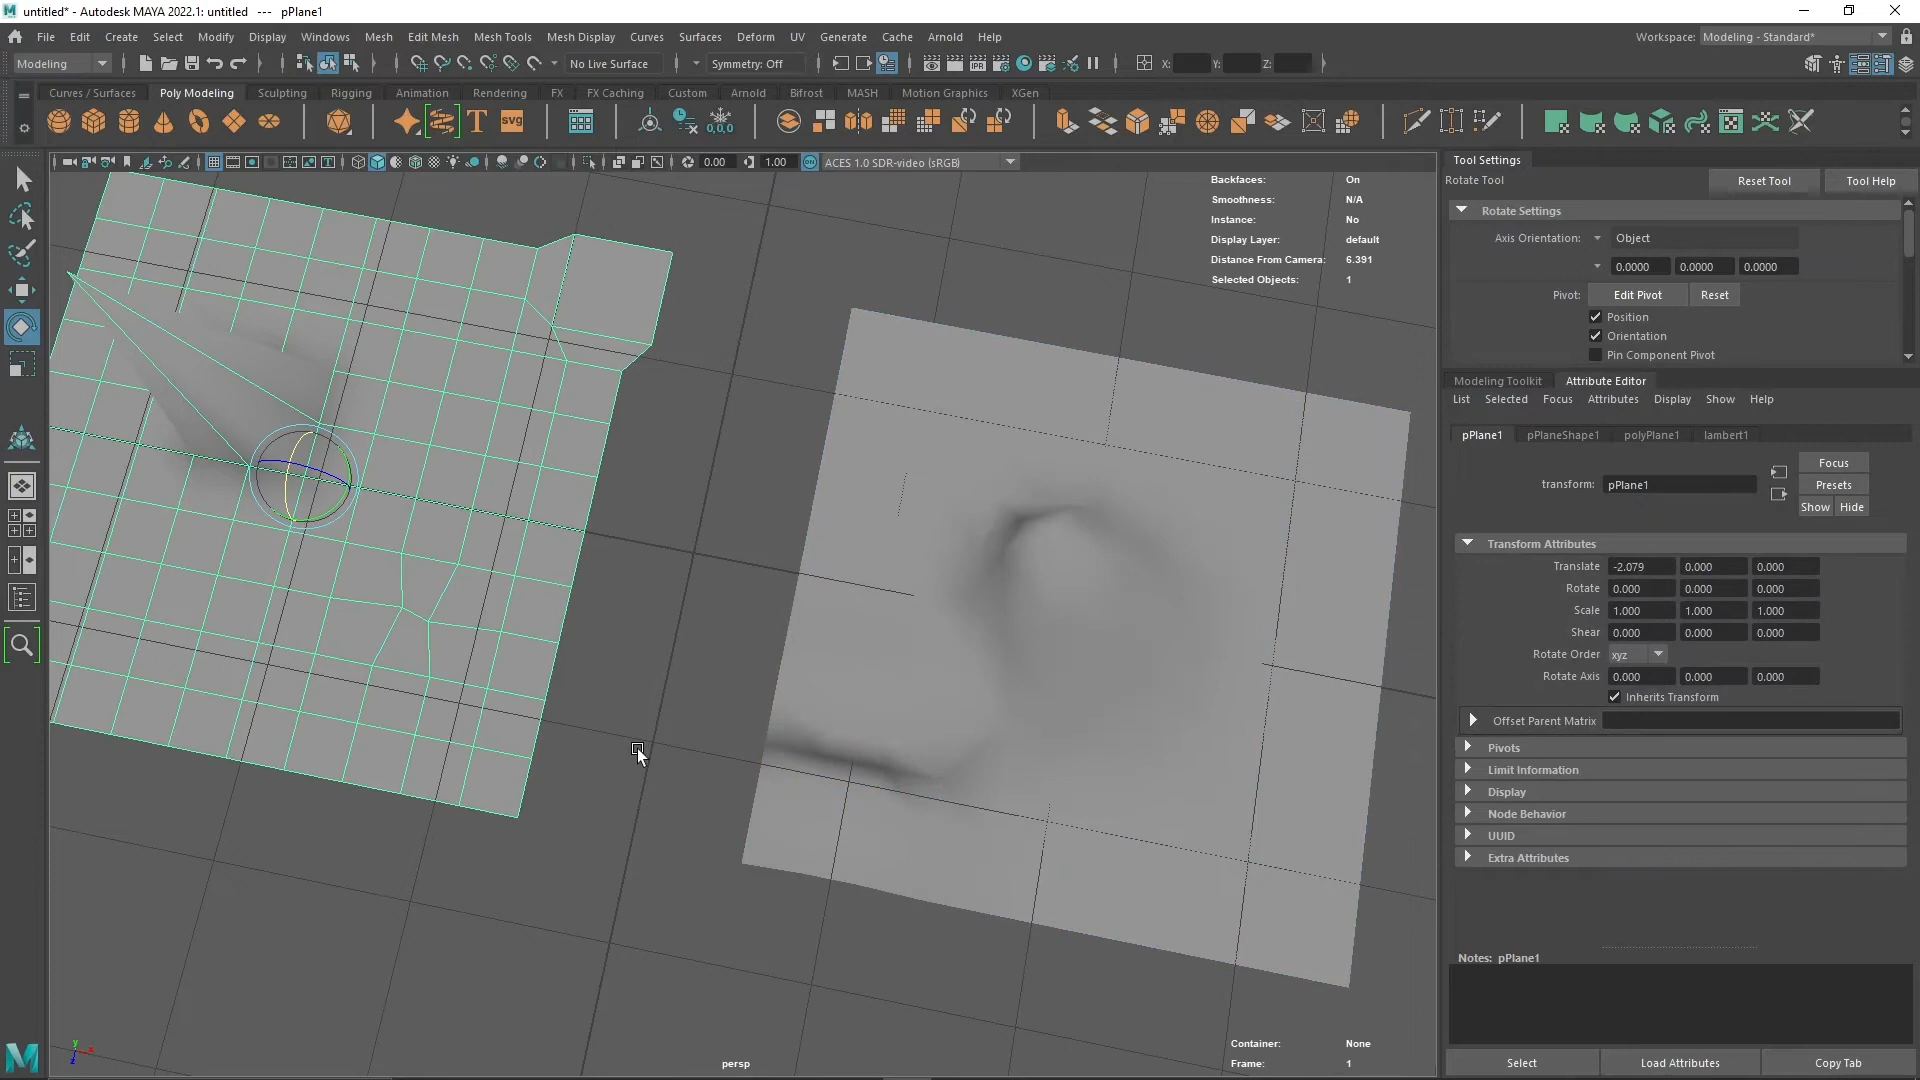 untitled* - Autodesk MAYA 2022.1: untitled --- pPlane1
File Edit Create Select Modify Display Windows Mesh Edit Mesh Mesh Tools Mesh Display Curves Surfaces Deform UV Generate Cache Arnold Help
Workspace: Modeling - Standard*
Modeling
No Live Surface
Symmetry: Off
IPR
X: Y: Z:
Curves / Surfaces Poly Modeling Sculpting Rigging Animation Rendering FX FX Caching Custom Arnold Bifrost MASH Motion Graphics XGen
T svg 0,0,0
0.00 1.00 ON ACES 1.0 SDR-video (sRGB)
Backfaces: On
Smoothness: N/A
Instance: No
Display Layer: default
Distance From Camera: 6.391
Selected Objects: 1
y x z
persp
Container: None
Frame: 1
Tool Settings
Rotate Tool Reset Tool Tool Help
Rotate Settings
Axis Orientation: Object
0.0000 0.0000 0.0000
Pivot: Edit Pivot Reset
Position
Orientation
Pin Component Pivot
Modeling Toolkit Attribute Editor
List Selected Focus Attributes Display Show Help
pPlane1 pPlaneShape1 polyPlane1 lambert1
Focus
transform: pPlane1 Presets
Show Hide
Transform Attributes
Translate -2.079 0.000 0.000
Rotate 0.000 0.000 0.000
Scale 1.000 1.000 1.000
Shear 0.000 0.000 0.000
Rotate Order xyz
Rotate Axis 0.000 0.000 0.000
Inherits Transform
Offset Parent Matrix
Pivots
Limit Information
Display
Node Behavior
UUID
Extra Attributes
Notes: pPlane1
Select Load Attributes Copy Tab